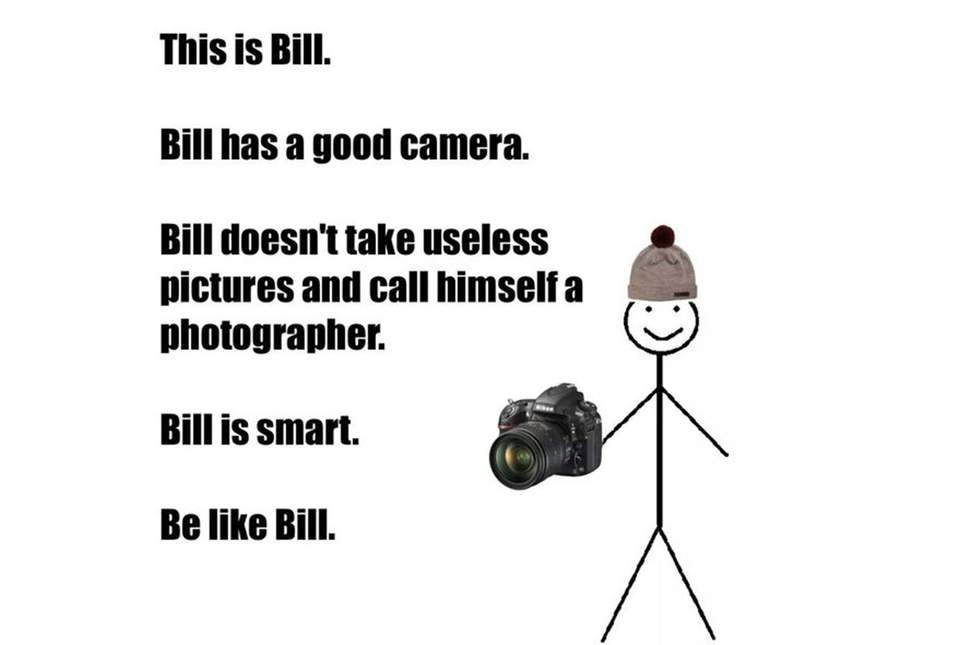 This is Bill.
Bill has a good camera.
Bill doesn't take useless
pictures and call himself a
photographer.
Bill is smart.
Be like Bill.
Nikon